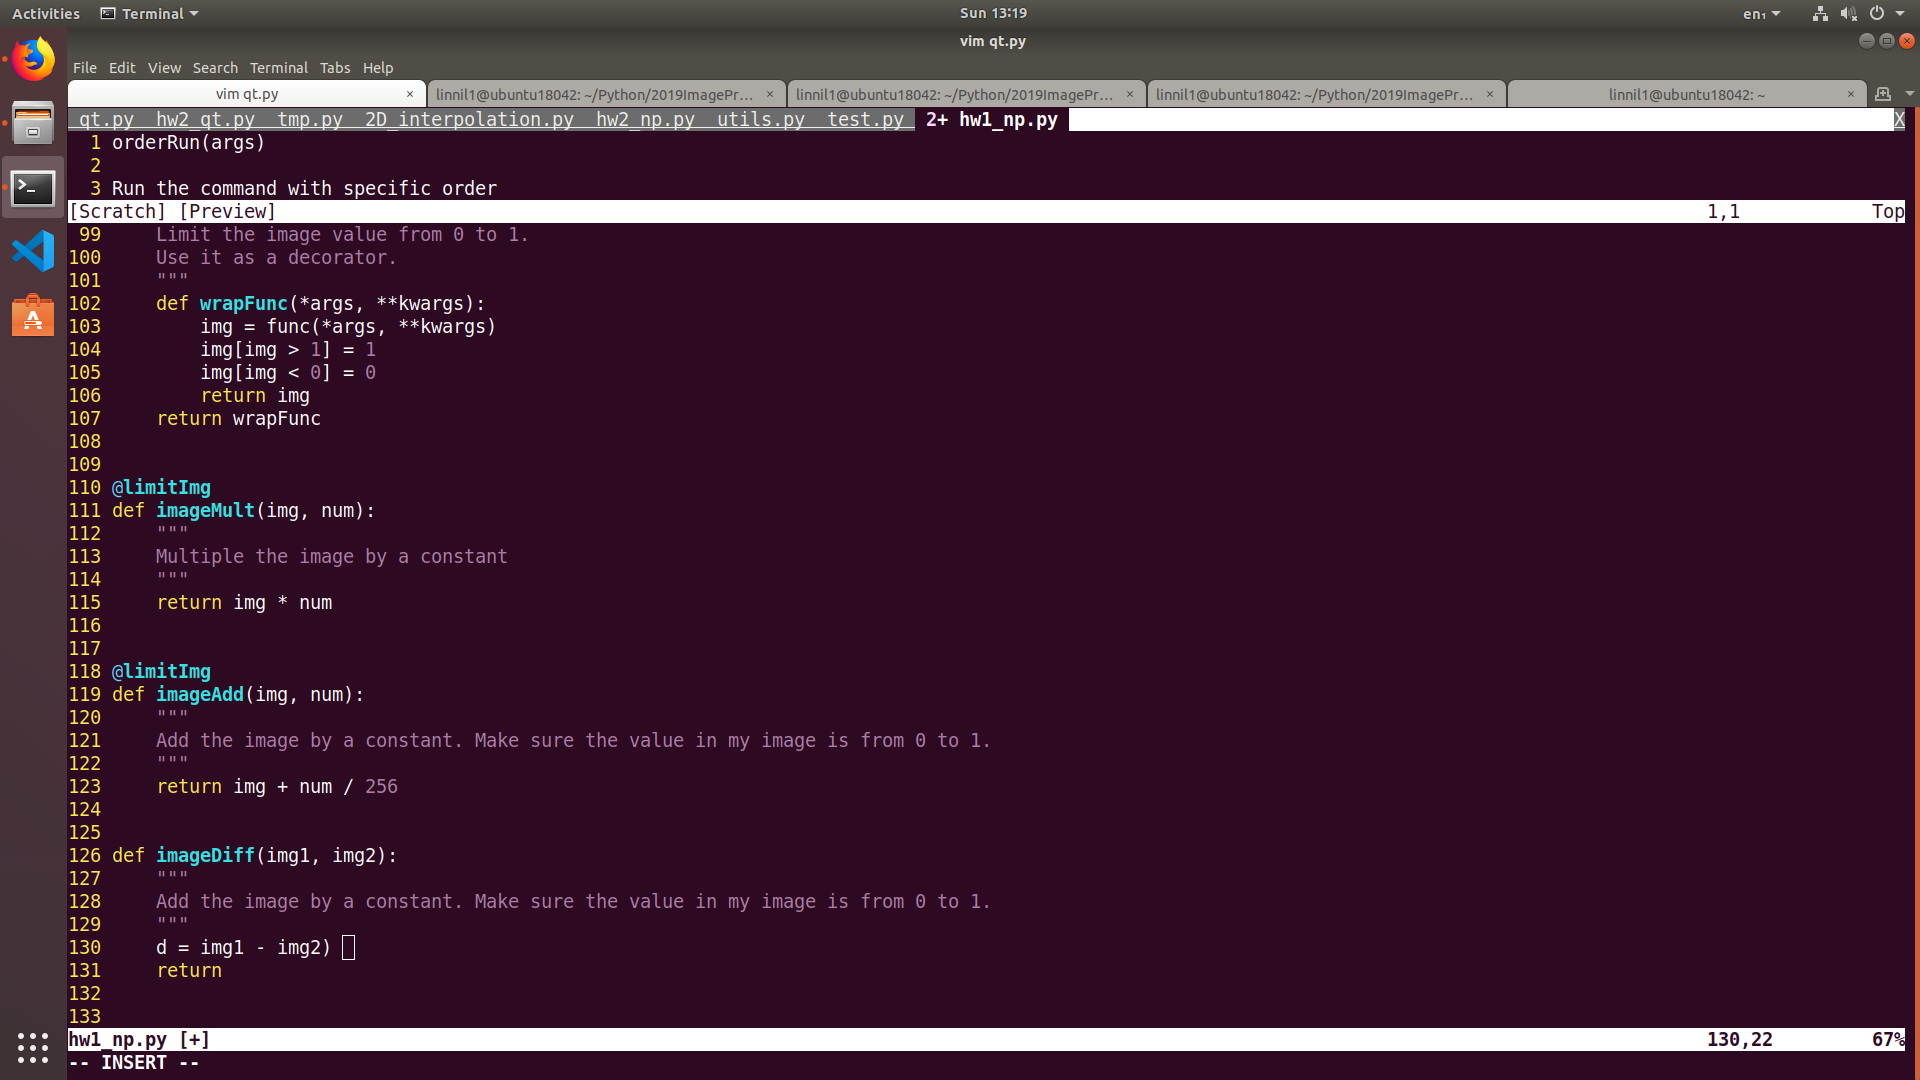 Activities Terminal Sun 13:19 en₁
vim qt.py
File Edit View Search Terminal Tabs Help
vim qt.py × linnil1@ubuntu18042: ~/Python/2019ImagePr... × linnil1@ubuntu18042: ~/Python/2019ImagePr... × linnil1@ubuntu18042: ~/Python/2019ImagePr... × linnil1@ubuntu18042: ~ ×
qt.py hw2_qt.py tmp.py 2D_interpolation.py hw2_np.py utils.py test.py 2+ hw1_np.py X
1 orderRun(args)
2
3 Run the command with specific order
[Scratch] [Preview] 1,1 Top
99     Limit the image value from 0 to 1.
100     Use it as a decorator.
101     """
102     def wrapFunc(*args, **kwargs):
103         img = func(*args, **kwargs)
104         img[img > 1] = 1
105         img[img < 0] = 0
106         return img
107     return wrapFunc
108
109
110 @limitImg
111 def imageMult(img, num):
112     """
113     Multiple the image by a constant
114     """
115     return img * num
116
117
118 @limitImg
119 def imageAdd(img, num):
120     """
121     Add the image by a constant. Make sure the value in my image is from 0 to 1.
122     """
123     return img + num / 256
124
125
126 def imageDiff(img1, img2):
127     """
128     Add the image by a constant. Make sure the value in my image is from 0 to 1.
129     """
130     d = img1 - img2)
131     return
132
133
hw1_np.py [+] 130,22 67%
-- INSERT --